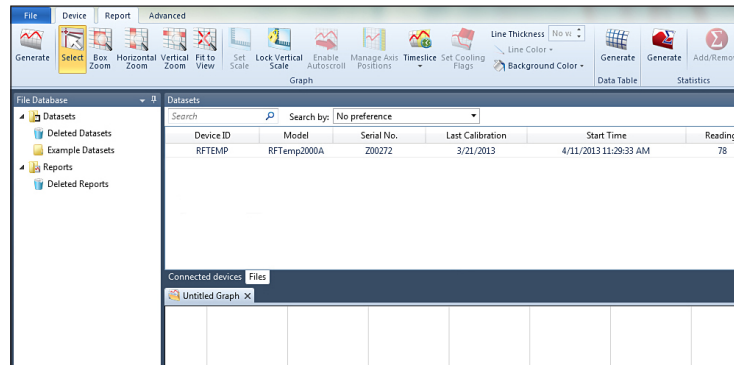 File Device Report Advanced
Generate Select Box Zoom Horizontal Zoom Vertical Zoom Fit to View Set Scale Lock Vertical Scale Enable Autoscroll Manage Axis Positions Timeslice Set Cooling Flags
Line Thickness
Line Color
Background Color
Generate Generate Add/Remo
Graph Data Table Statistics
File Database
Datasets
Deleted Datasets
Example Datasets
Reports
Deleted Reports
Datasets
Search Search by: No preference
Device ID Model Serial No. Last Calibration Start Time Reading
RFTEMP RFTemp2000A Z00272 3/21/2013 4/11/2013 11:29:33 AM 78
Connected devices Files
Untitled Graph